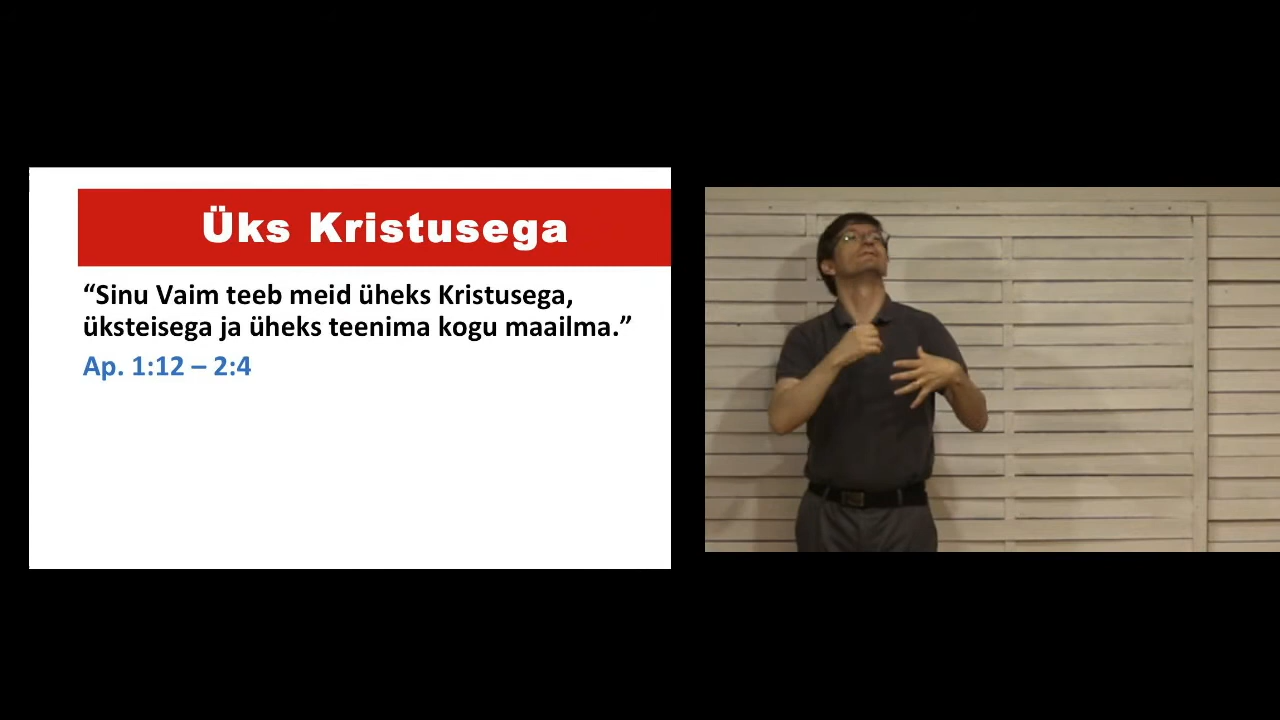 Üks Kristusega
“Sinu Vaim teeb meid üheks Kristusega,
üksteisega ja üheks teenima kogu maailma.”
Ap. 1:12 – 2:4